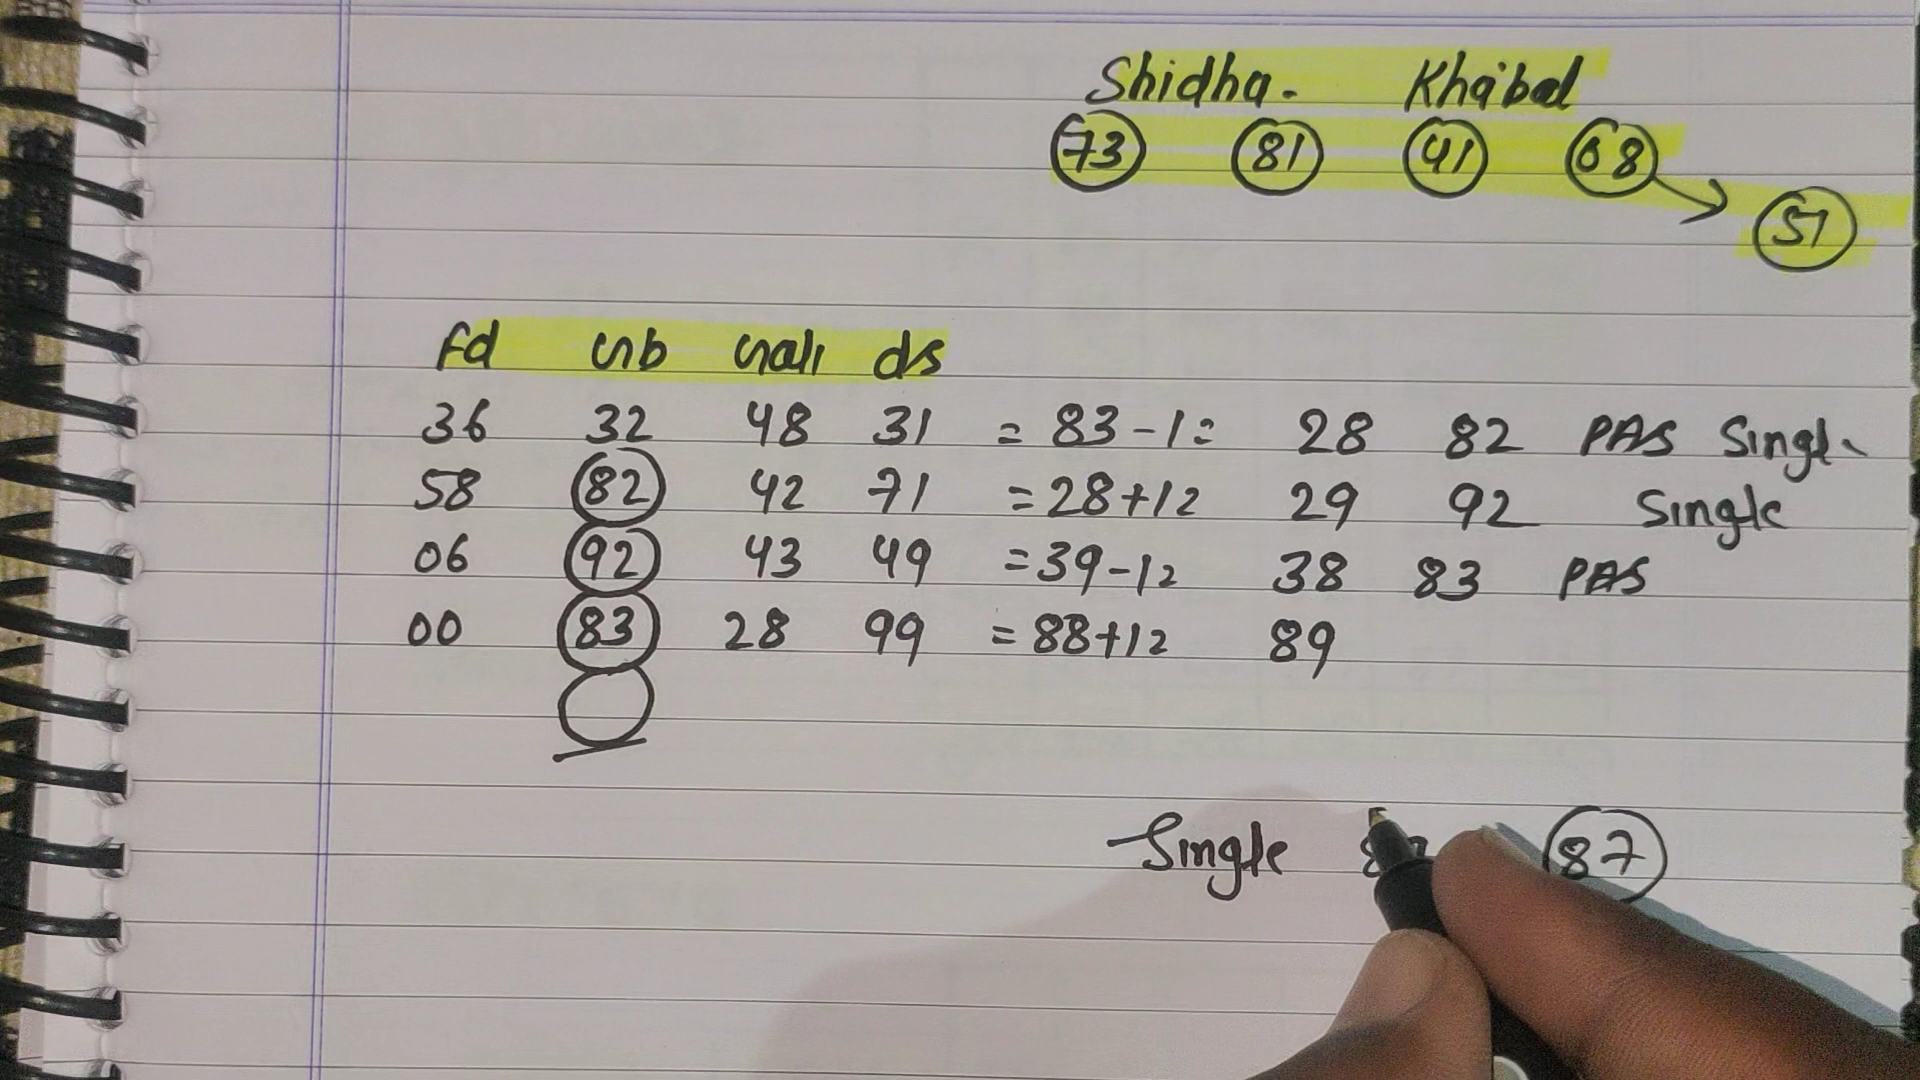 Shidha. Khaibal
73 81 41 68
51
fd gb gali ds
36 32 48 31 = 83-1= 28 82 PAS Single
58 82 42 71 = 28+12 29 92 Single
06 92 43 49 = 39-12 38 83 PAS
00 83 28 99 = 88+12 89
Single 87